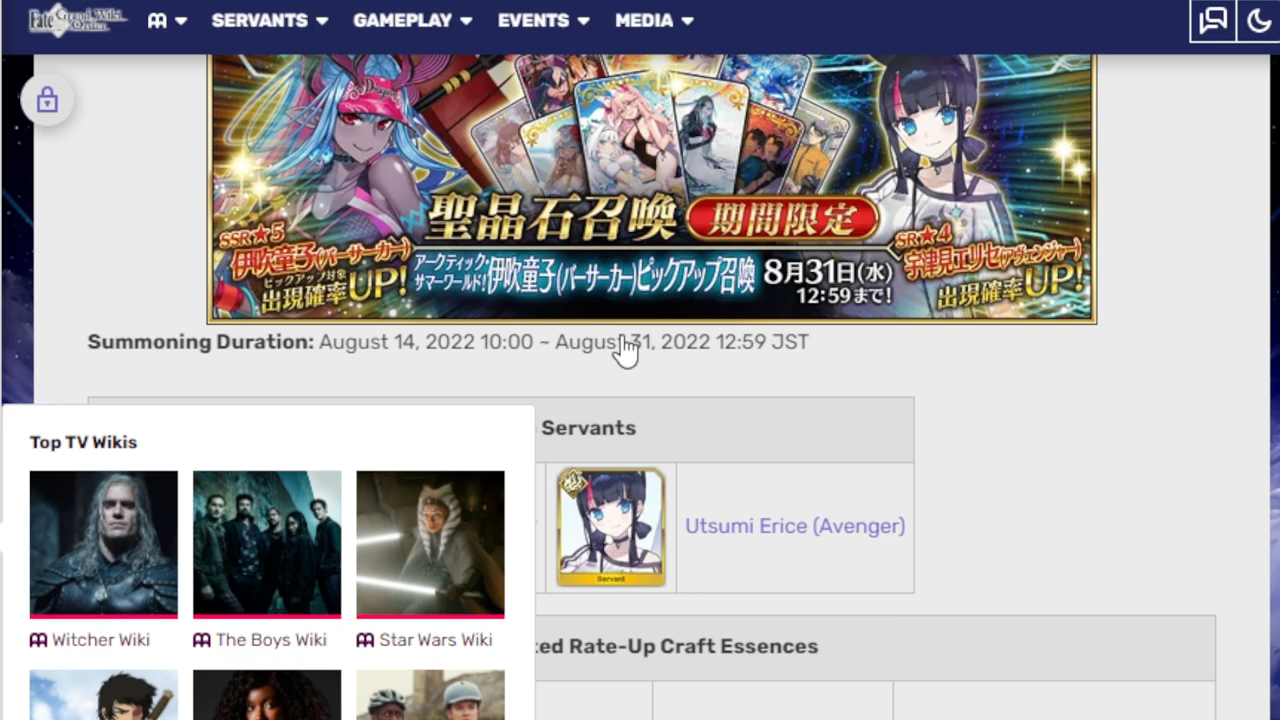 Fate Grand Order Wiki
SERVANTS
GAMEPLAY
EVENTS
MEDIA
聖晶石召喚 期間限定
SSR★5
伊吹童子(バーサーカー)
ピックアップ対象
出現確率UP!
アークティック・
サマーワールド!
伊吹童子(バーサーカー)ピックアップ召喚
8月31日(水)
12:59まで!
SR★4
宇津見エリセ(アヴェンジャー)
出現確率UP!
Summoning Duration: August 14, 2022 10:00 ~ August 31, 2022 12:59 JST
Servants
Servant
Utsumi Erice (Avenger)
Top TV Wikis
Witcher Wiki
The Boys Wiki
Star Wars Wiki
ted Rate-Up Craft Essences